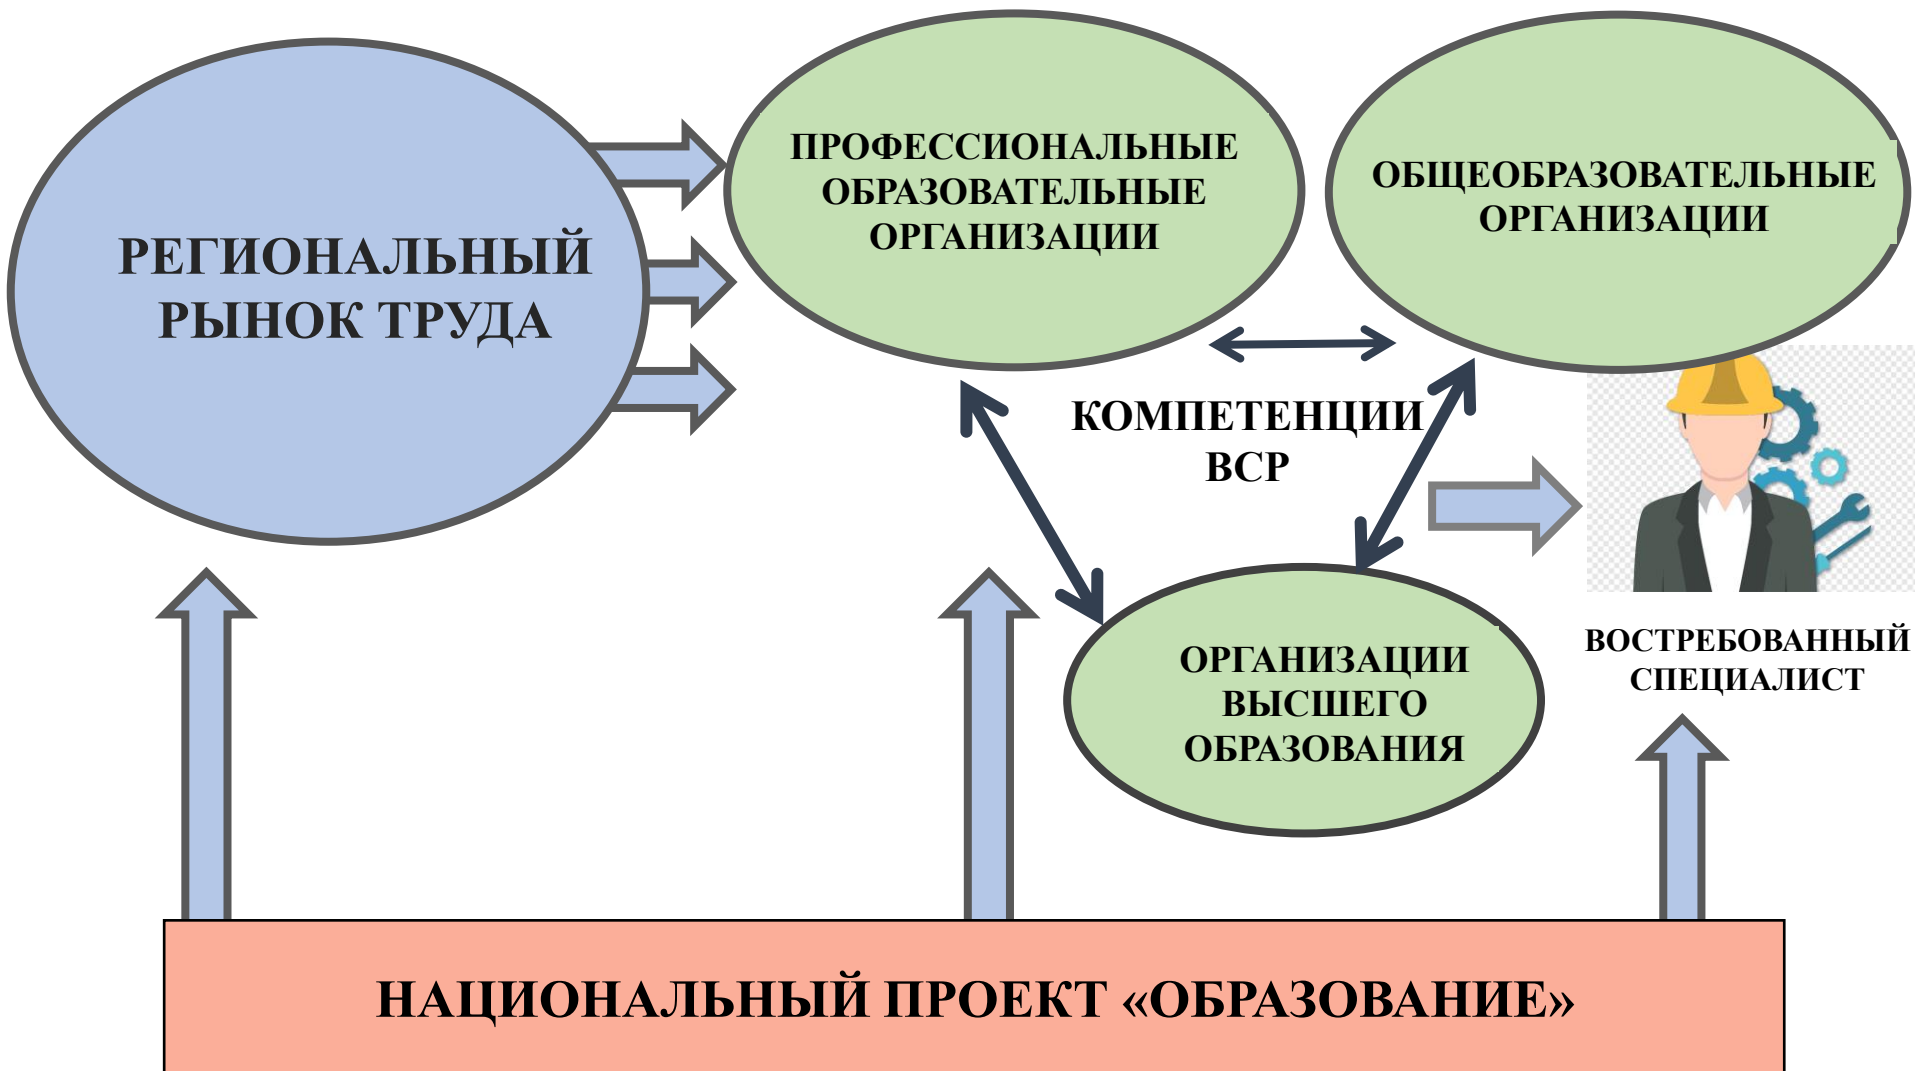 РЕГИОНАЛЬНЫЙ
РЫНОК ТРУДА
ПРОФЕССИОНАЛЬНЫЕ
ОБРАЗОВАТЕЛЬНЫЕ
ОРГАНИЗАЦИИ
ОБЩЕОБРАЗОВАТЕЛЬНЫЕ
ОРГАНИЗАЦИИ
КОМПЕТЕНЦИИ
ВСР
ОРГАНИЗАЦИИ
ВЫСШЕГО
ОБРАЗОВАНИЯ
ВОСТРЕБОВАННЫЙ
СПЕЦИАЛИСТ
НАЦИОНАЛЬНЫЙ ПРОЕКТ «ОБРАЗОВАНИЕ»